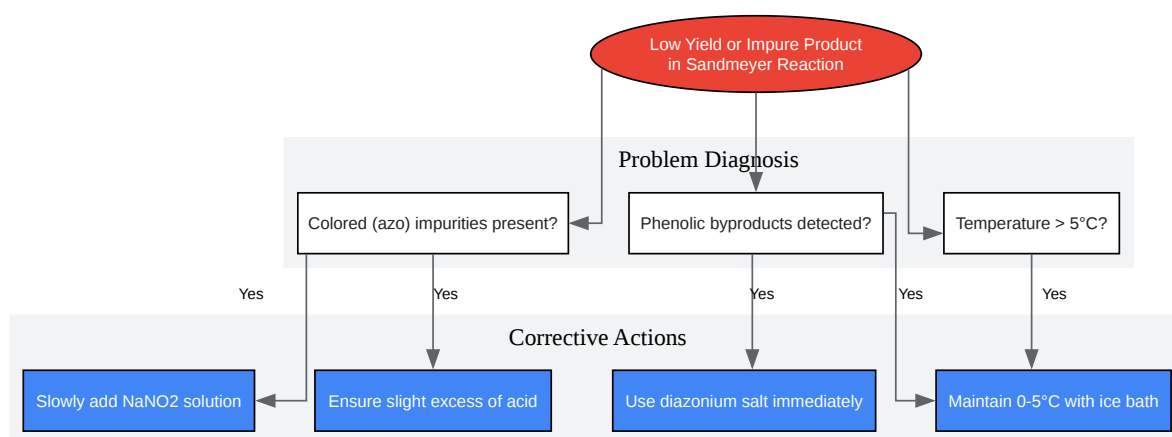 Low Yield or Impure Product
in Sandmeyer Reaction
Problem Diagnosis
Colored (azo) impurities present?
Phenolic byproducts detected?
Temperature > 5°C?
Yes
Yes
Yes
Yes
Yes
Corrective Actions
Slowly add NaNO2 solution
Ensure slight excess of acid
Use diazonium salt immediately
Maintain 0-5°C with ice bath